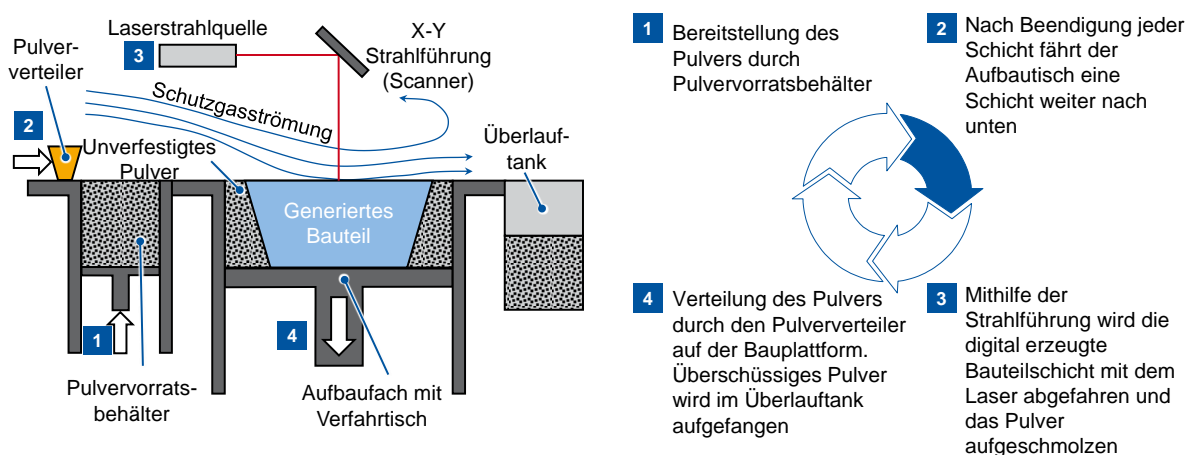 Laserstrahlquelle
3
Pulver-
verteiler
X-Y
Strahlführung
(Scanner)
Schutzgasströmung
2
Unverfestigtes
Pulver
Überlauf-
tank
Generiertes
Bauteil
1
4
Pulvervorrats-
behälter
Aufbaufach mit
Verfahrtisch
1
Bereitstellung des
Pulvers durch
Pulvervorratsbehälter
2
Nach Beendigung jeder
Schicht fährt der
Aufbautisch eine
Schicht weiter nach
unten
4
Verteilung des Pulvers
durch den Pulververteiler
auf der Bauplattform.
Überschüssiges Pulver
wird im Überlauftank
aufgefangen
3
Mithilfe der
Strahlführung wird die
digital erzeugte
Bauteilschicht mit dem
Laser abgefahren und
das Pulver
aufgeschmolzen